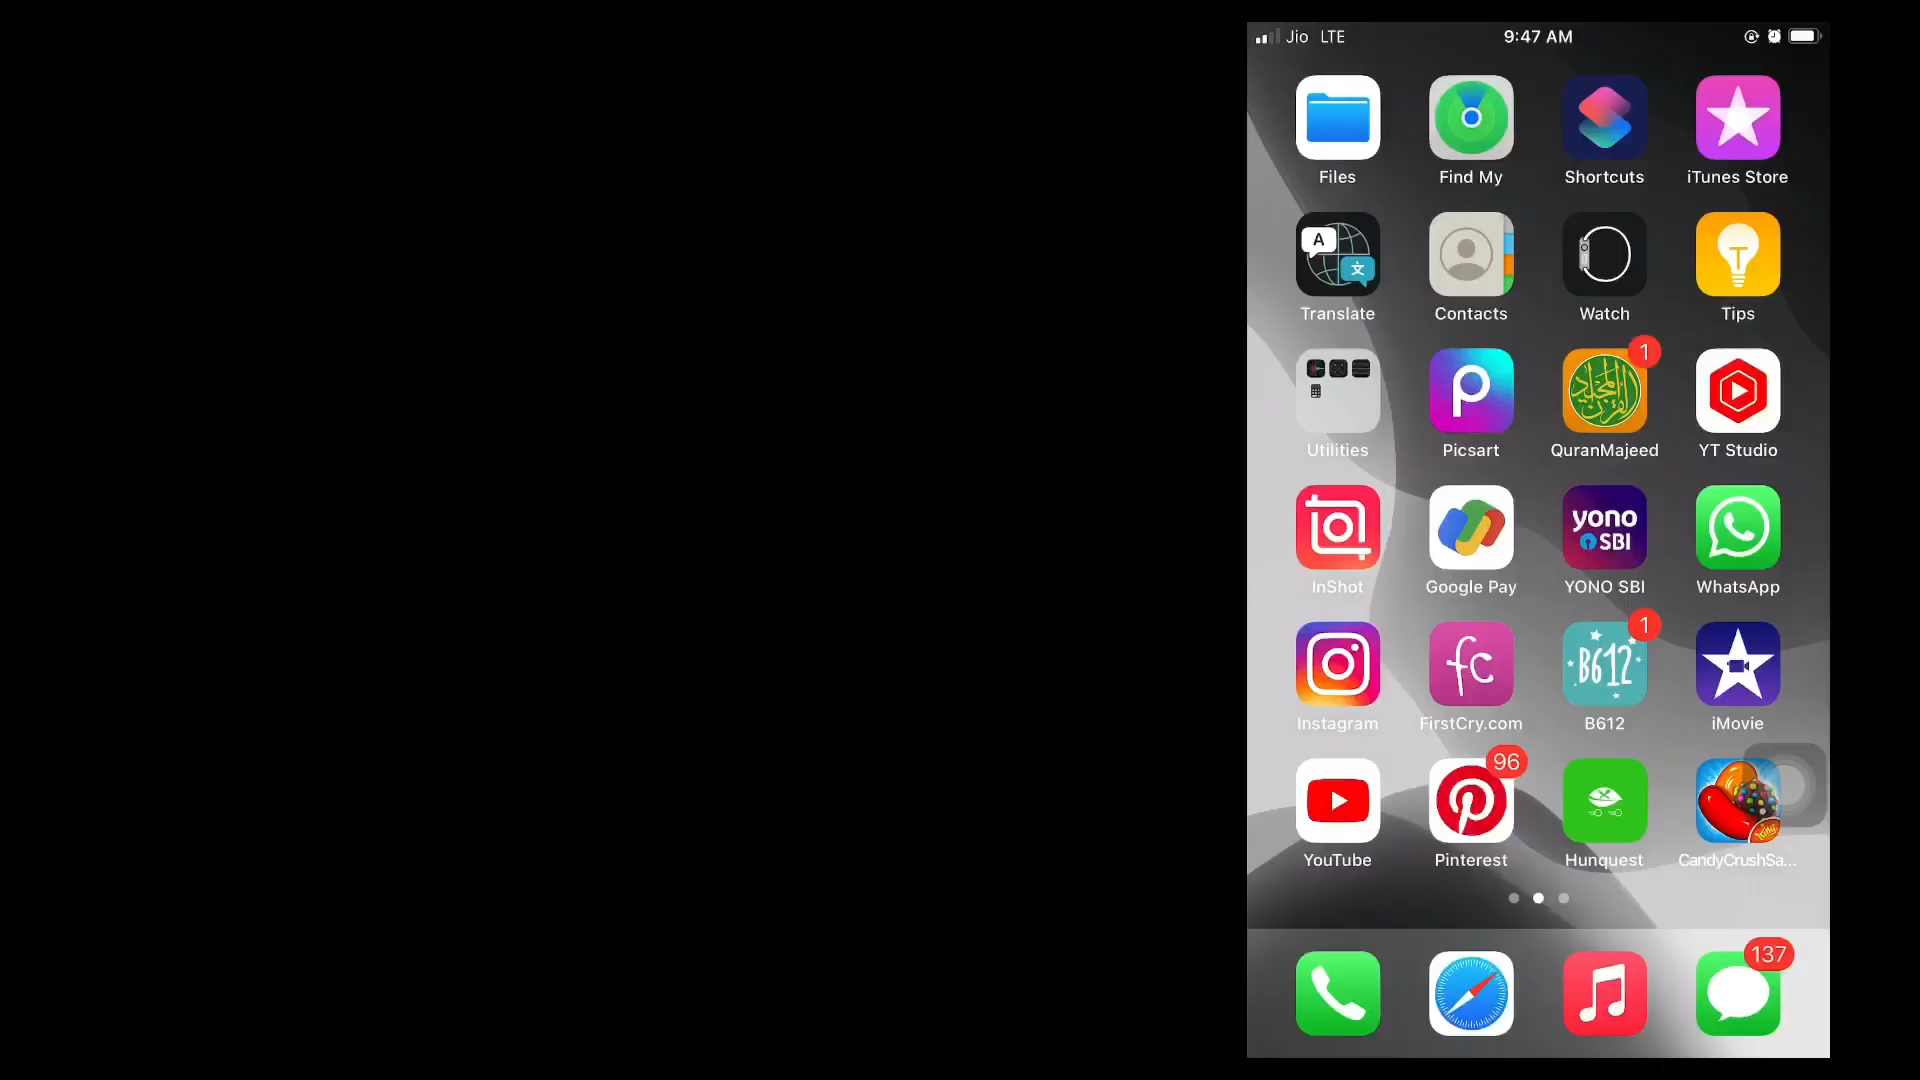 Jio LTE 9:47 AM
Files Find My Shortcuts iTunes Store
A 文 T
Translate Contacts Watch Tips
1
Utilities Picsart QuranMajeed YT Studio
yono
SBI
InShot Google Pay YONO SBI WhatsApp
1
fc B612
Instagram FirstCry.com B612 iMovie
96
King
YouTube Pinterest Hunquest CandyCrushSa...
137